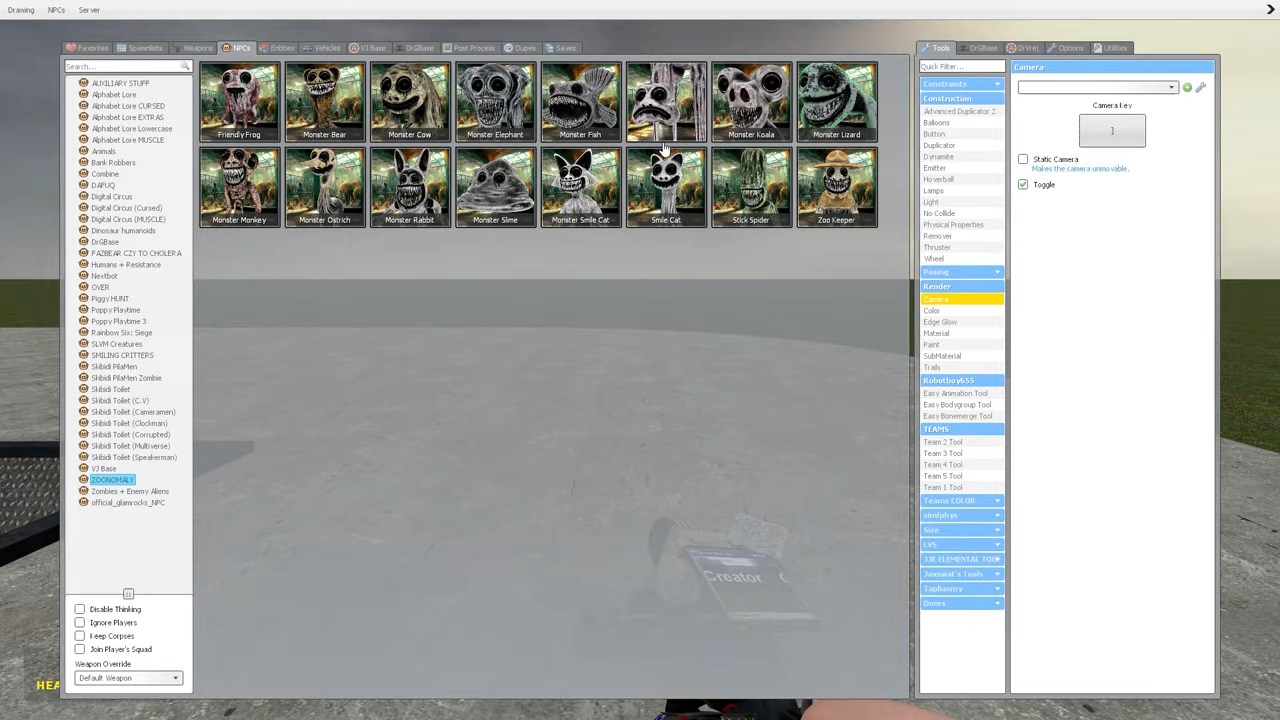 Drawing NPCs Server
Favorites Spawnlists Weapons NPCs Entities Vehicles VJ Base DrGBase Post Process Dupes Saves
Search...
AUXILIARY STUFF
Alphabet Lore
Alphabet Lore CURSED
Alphabet Lore EXTRAS
Alphabet Lore Lowercase
Alphabet Lore MUSCLE
Animals
Bank Robbers
Combine
DAFUQ
Digital Circus
Digital Circus (Cursed)
Digital Circus (MUSCLE)
Dinosaur humanoids
DrGBase
FAZBEAR CZY TO CHOLERA
Humans + Resistance
Nextbot
OVER
Piggy HUNT
Poppy Playtime
Poppy Playtime 3
Rainbow Six: Siege
SLVM Creatures
SMILING CRITTERS
Skibidi PilaMen
Skibidi PilaMen Zombie
Skibidi Toilet
Skibidi Toilet (C.V)
Skibidi Toilet (Cameramen)
Skibidi Toilet (Clockman)
Skibidi Toilet (Corrupted)
Skibidi Toilet (Multiverse)
Skibidi Toilet (Speakerman)
VJ Base
ZOONOMALY
Zombies + Enemy Aliens
official_glamrocks_NPC
Disable Thinking
Ignore Players
Keep Corpses
Join Player's Squad
Weapon Override
Default Weapon
Friendly Frog Monster Bear Monster Cow Monster Elephant Monster Fish Monster Koala Monster Lizard
Monster Monkey Monster Ostrich Monster Rabbit Monster Slime Monster Smile Cat Smile Cat Stick Spider Zoo Keeper
Creator
HEA
Tools DrGBase DrVrej Options Utilities
Quick Filter...
Constraints
Construction
Advanced Duplicator 2
Balloons
Button
Duplicator
Dynamite
Emitter
Hoverball
Lamps
Light
No Collide
Physical Properties
Remover
Thruster
Wheel
Posing
Render
Camera
Color
Edge Glow
Material
Paint
SubMaterial
Trails
Robotboy655
Easy Animation Tool
Easy Bodygroup Tool
Easy Bonemerge Tool
TEAMS
Team 2 Tool
Team 3 Tool
Team 4 Tool
Team 5 Tool
Team 1 Tool
Teams COLOR
simfphys
Size
LVS
JJK ELEMENTAL TOO
Jaxswat's Tools
Tapliasmy
Doors
Camera
Camera Key
]
Static Camera
Makes the camera unmovable.
Toggle